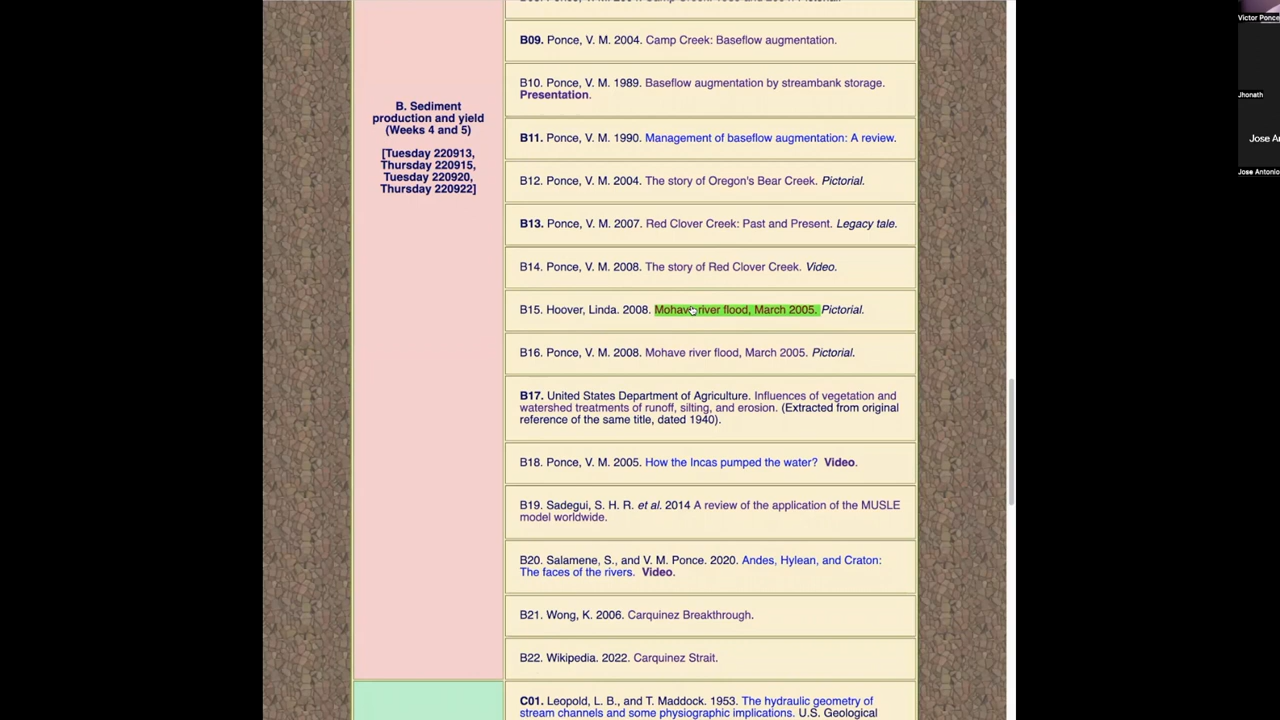 B09. Ponce, V. M. 2004. Camp Creek: Baseflow augmentation.
B. Sediment
production and yield
(Weeks 4 and 5)
[Tuesday 220913,
Thursday 220915,
Tuesday 220920,
Thursday 220922]
B10. Ponce, V. M. 1989. Baseflow augmentation by streambank storage.
Presentation.
B11. Ponce, V. M. 1990. Management of baseflow augmentation: A review.
B12. Ponce, V. M. 2004. The story of Oregon's Bear Creek. Pictorial.
B13. Ponce, V. M. 2007. Red Clover Creek: Past and Present. Legacy tale.
B14. Ponce, V. M. 2008. The story of Red Clover Creek. Video.
B15. Hoover, Linda. 2008. Mohave river flood, March 2005. Pictorial.
B16. Ponce, V. M. 2008. Mohave river flood, March 2005. Pictorial.
B17. United States Department of Agriculture. Influences of vegetation and
watershed treatments of runoff, silting, and erosion. (Extracted from original
reference of the same title, dated 1940).
B18. Ponce, V. M. 2005. How the Incas pumped the water? Video.
B19. Sadegui, S. H. R. et al. 2014 A review of the application of the MUSLE
model worldwide.
B20. Salamene, S., and V. M. Ponce. 2020. Andes, Hylean, and Craton:
The faces of the rivers. Video.
B21. Wong, K. 2006. Carquinez Breakthrough.
B22. Wikipedia. 2022. Carquinez Strait.
C01. Leopold, L. B., and T. Maddock. 1953. The hydraulic geometry of
stream channels and some physiographic implications. U.S. Geological
Victor Ponce
Jhonath
Jose An
Jose Antonio